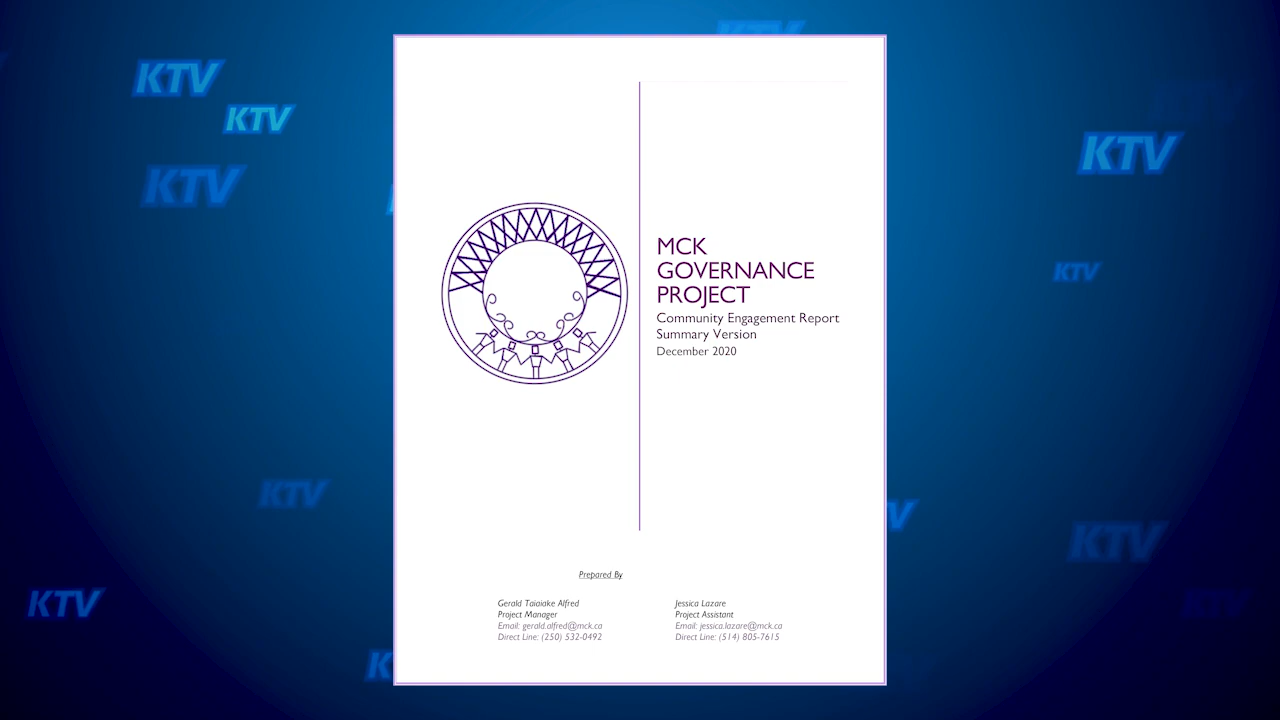 KTV
KTV
KTV
KTV
KTV
KTV
KTV
KTV
MCK
GOVERNANCE
PROJECT
Community Engagement Report
Summary Version
December 2020
Prepared By
Gerald Taiaiake Alfred
Project Manager
Email: gerald.alfred@mck.ca
Direct Line: (250) 532-0492
Jessica Lazare
Project Assistant
Email: jessica.lazare@mck.ca
Direct Line: (514) 805-7615